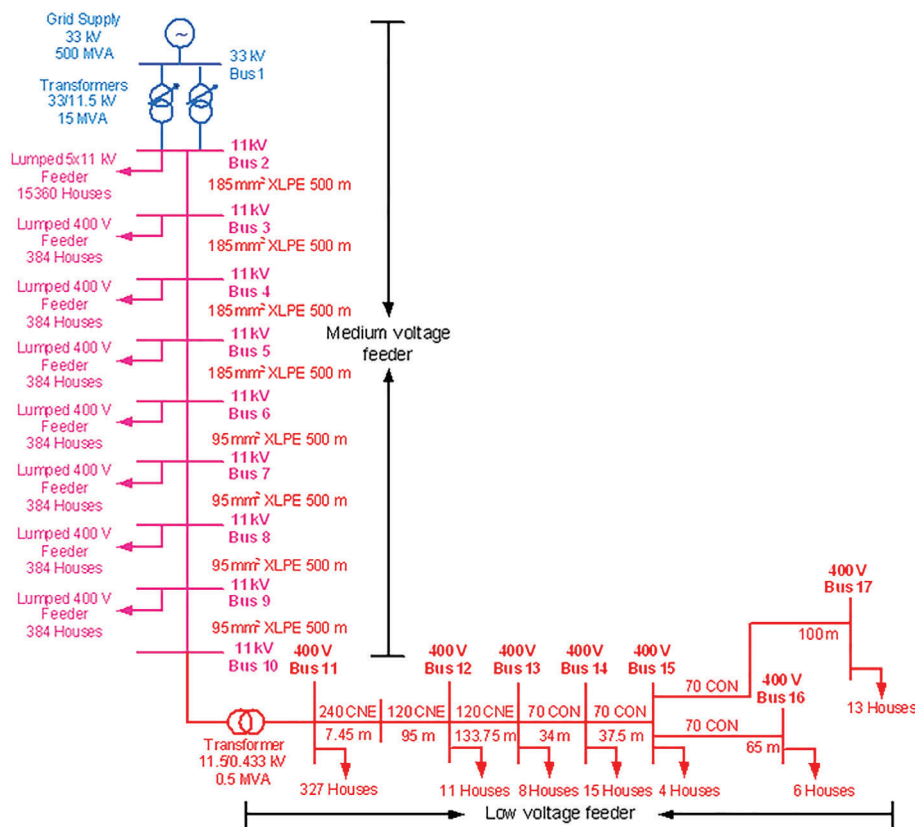 Grid Supply
33 kV
500 MVA
33 kV
Bus 1
Transformers
33/11.5 kV
15 MVA
11kV
Bus 2
Lumped 5x11 kV
Feeder
15360 Houses
185mm² XLPE 500 m
11kV
Bus 3
Lumped 400 V
Feeder
384 Houses
185mm² XLPE 500 m
11kV
Bus 4
Lumped 400 V
Feeder
384 Houses
185mm² XLPE 500 m
11kV
Bus 5
Lumped 400 V
Feeder
384 Houses
185mm² XLPE 500 m
11kV
Bus 6
Lumped 400 V
Feeder
384 Houses
95mm² XLPE 500 m
11kV
Bus 7
Lumped 400 V
Feeder
384 Houses
95mm² XLPE 500 m
11kV
Bus 8
Lumped 400 V
Feeder
384 Houses
95mm² XLPE 500 m
11kV
Bus 9
Lumped 400 V
Feeder
384 Houses
95mm² XLPE 500 m
11kV
Bus 10
Medium voltage
feeder
Transformer
11.5/0.433 kV
0.5 MVA
400V
Bus 11
240 CNE
7.45 m
327 Houses
120 CNE
95 m
400V
Bus 12
11 Houses
120 CNE
133.75 m
400V
Bus 13
8 Houses
70 CON
34m
400V
Bus 14
15 Houses
70 CON
37.5 m
400V
Bus 15
4 Houses
70 CON
100m
400V
Bus 17
13 Houses
70 CON
65m
400V
Bus 16
6 Houses
Low voltage feeder